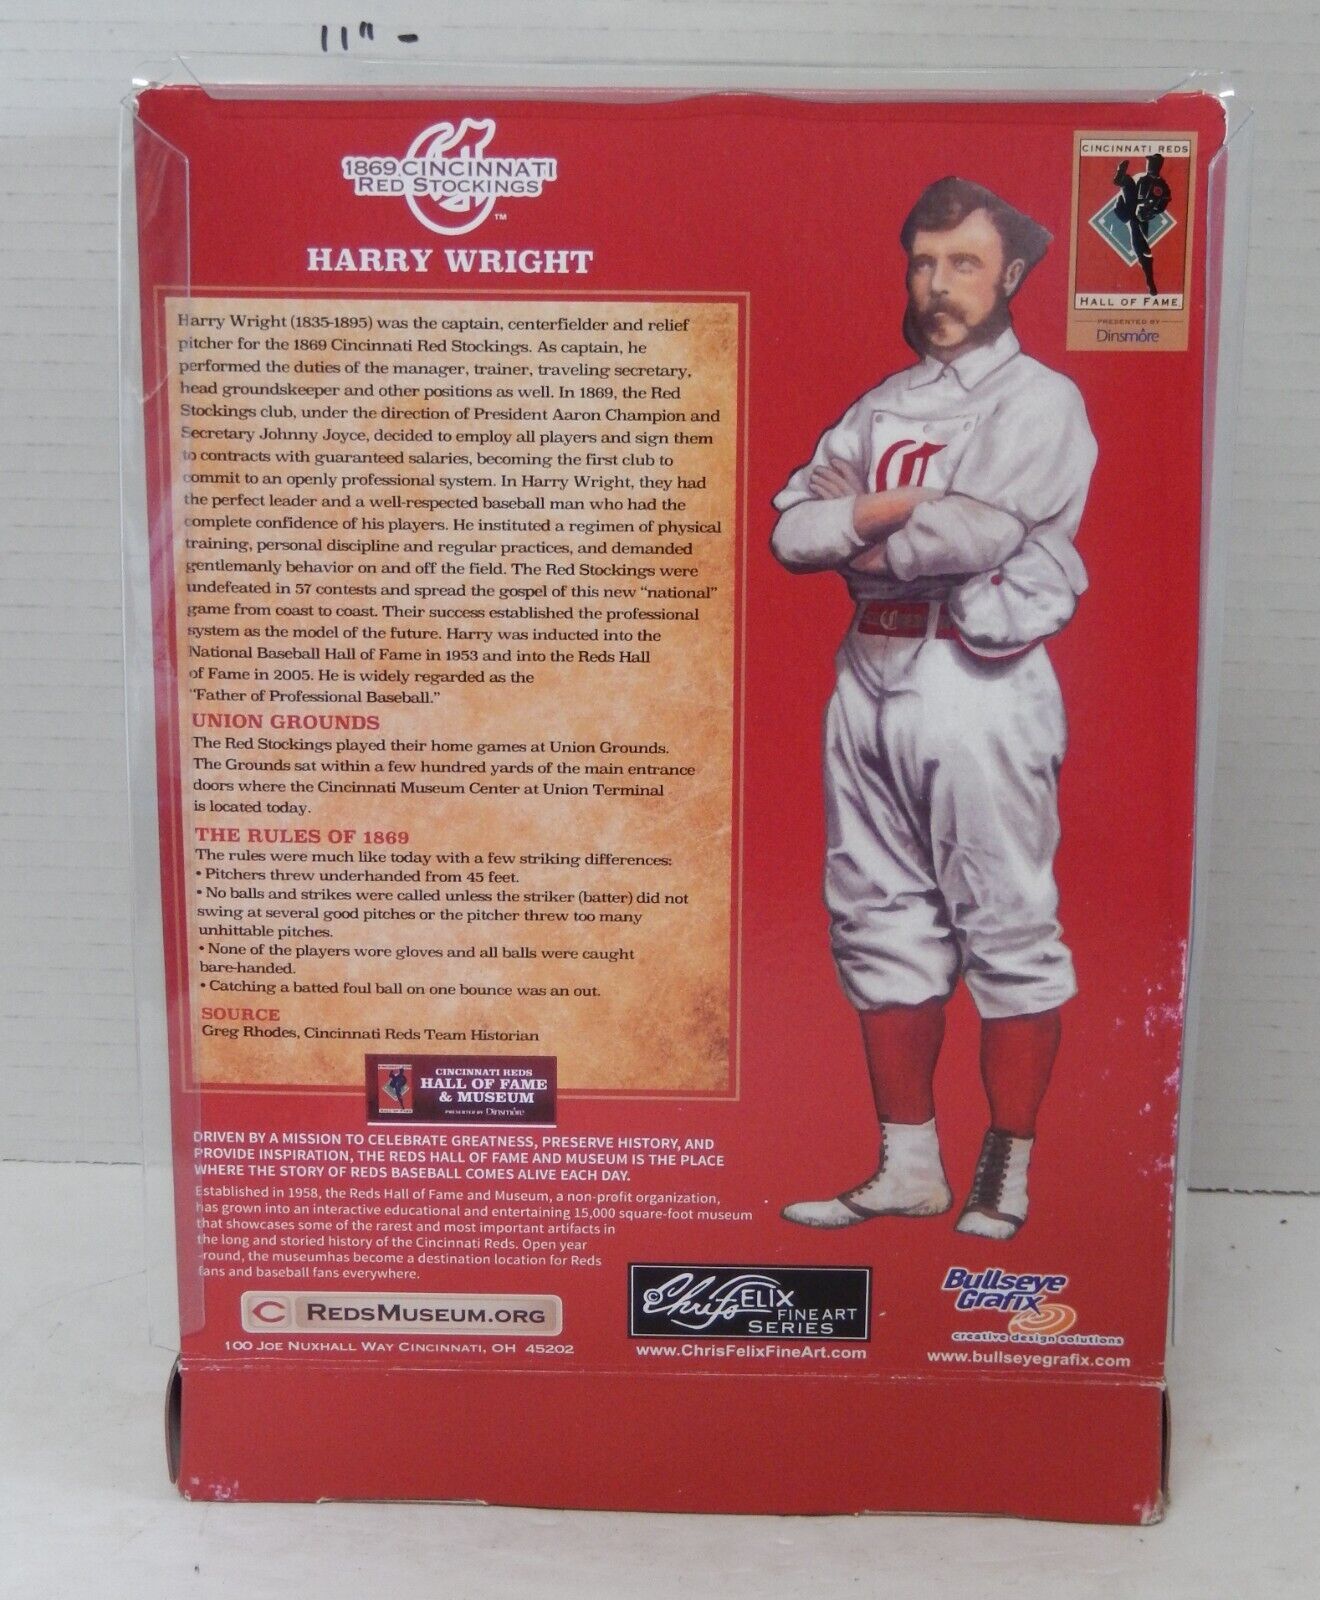 11" -
1869 CINCINNATI
RED STOCKINGS
™
HARRY WRIGHT
CINCINNATI REDS
HALL OF FAME
PRESENTED BY
Dinsmôre
Harry Wright (1835-1895) was the captain, centerfielder and relief
pitcher for the 1869 Cincinnati Red Stockings. As captain, he
performed the duties of the manager, trainer, traveling secretary,
head groundskeeper and other positions as well. In 1869, the Red
Stockings club, under the direction of President Aaron Champion and
Secretary Johnny Joyce, decided to employ all players and sign them
to contracts with guaranteed salaries, becoming the first club to
commit to an openly professional system. In Harry Wright, they had
the perfect leader and a well-respected baseball man who had the
complete confidence of his players. He instituted a regimen of physical
training, personal discipline and regular practices, and demanded
gentlemanly behavior on and off the field. The Red Stockings were
undefeated in 57 contests and spread the gospel of this new "national"
game from coast to coast. Their success established the professional
system as the model of the future. Harry was inducted into the
National Baseball Hall of Fame in 1953 and into the Reds Hall
of Fame in 2005. He is widely regarded as the
"Father of Professional Baseball."
UNION GROUNDS
The Red Stockings played their home games at Union Grounds.
The Grounds sat within a few hundred yards of the main entrance
doors where the Cincinnati Museum Center at Union Terminal
is located today.
THE RULES OF 1869
The rules were much like today with a few striking differences:
• Pitchers threw underhanded from 45 feet.
• No balls and strikes were called unless the striker (batter) did not
swing at several good pitches or the pitcher threw too many
unhittable pitches.
• None of the players wore gloves and all balls were caught
bare-handed.
• Catching a batted foul ball on one bounce was an out.
SOURCE
Greg Rhodes, Cincinnati Reds Team Historian
CINCINNATI REDS
HALL OF FAME
& MUSEUM
PRESENTED BY Dinsmôre
HALL OF FAME
DRIVEN BY A MISSION TO CELEBRATE GREATNESS, PRESERVE HISTORY, AND
PROVIDE INSPIRATION, THE REDS HALL OF FAME AND MUSEUM IS THE PLACE
WHERE THE STORY OF REDS BASEBALL COMES ALIVE EACH DAY.
Established in 1958, the Reds Hall of Fame and Museum, a non-profit organization,
has grown into an interactive educational and entertaining 15,000 square-foot museum
that showcases some of the rarest and most important artifacts in
the long and storied history of the Cincinnati Reds. Open year
-round, the museumhas become a destination location for Reds
fans and baseball fans everywhere.
C REDSMUSEUM.ORG
100 JOE NUXHALL WAY CINCINNATI, OH 45202
© Chris FELIX
FINE ART
SERIES
www.ChrisFelixFineArt.com
Bullseye
Grafix
creative design solutions
www.bullseyegrafix.com